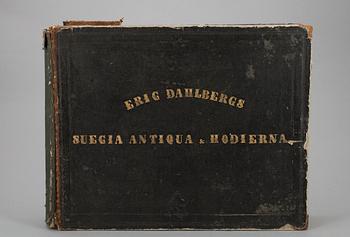 ERIC DAHLBERGS
SUECIA ANTIQUA & HODIERNA